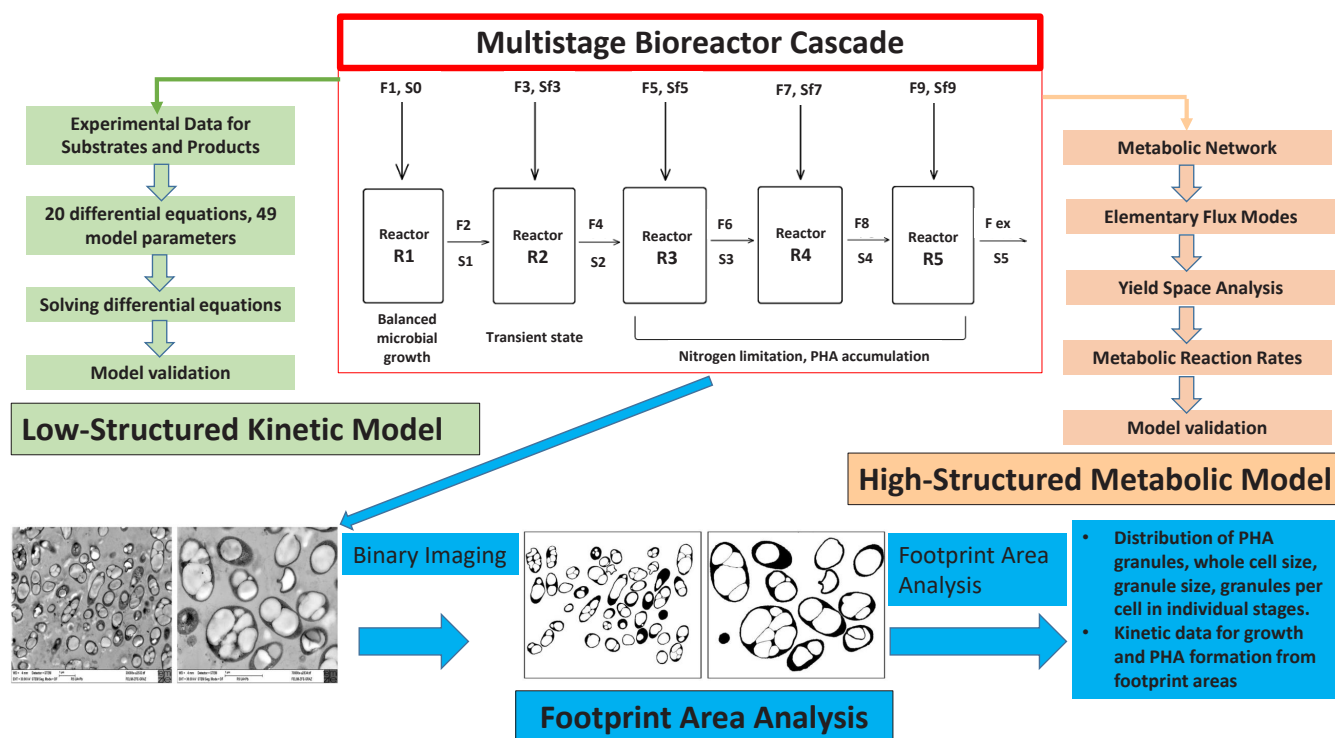 Multistage Bioreactor Cascade
F1, S0
F3, Sf3
F5, Sf5
F7, Sf7
F9, Sf9
Reactor
R1
F2
S1
Reactor
R2
F4
S2
Reactor
R3
F6
S3
Reactor
R4
F8
S4
Reactor
R5
F ex
S5
Balanced
microbial
growth
Transient state
Nitrogen limitation, PHA accumulation
Experimental Data for
Substrates and Products
20 differential equations, 49
model parameters
Solving differential equations
Model validation
Low-Structured Kinetic Model
Metabolic Network
Elementary Flux Modes
Yield Space Analysis
Metabolic Reaction Rates
Model validation
High-Structured Metabolic Model
Binary Imaging
Footprint Area
Analysis
• Distribution of PHA
granules, whole cell size,
granule size, granules per
cell in individual stages.
• Kinetic data for growth
and PHA formation from
footprint areas
Footprint Area Analysis